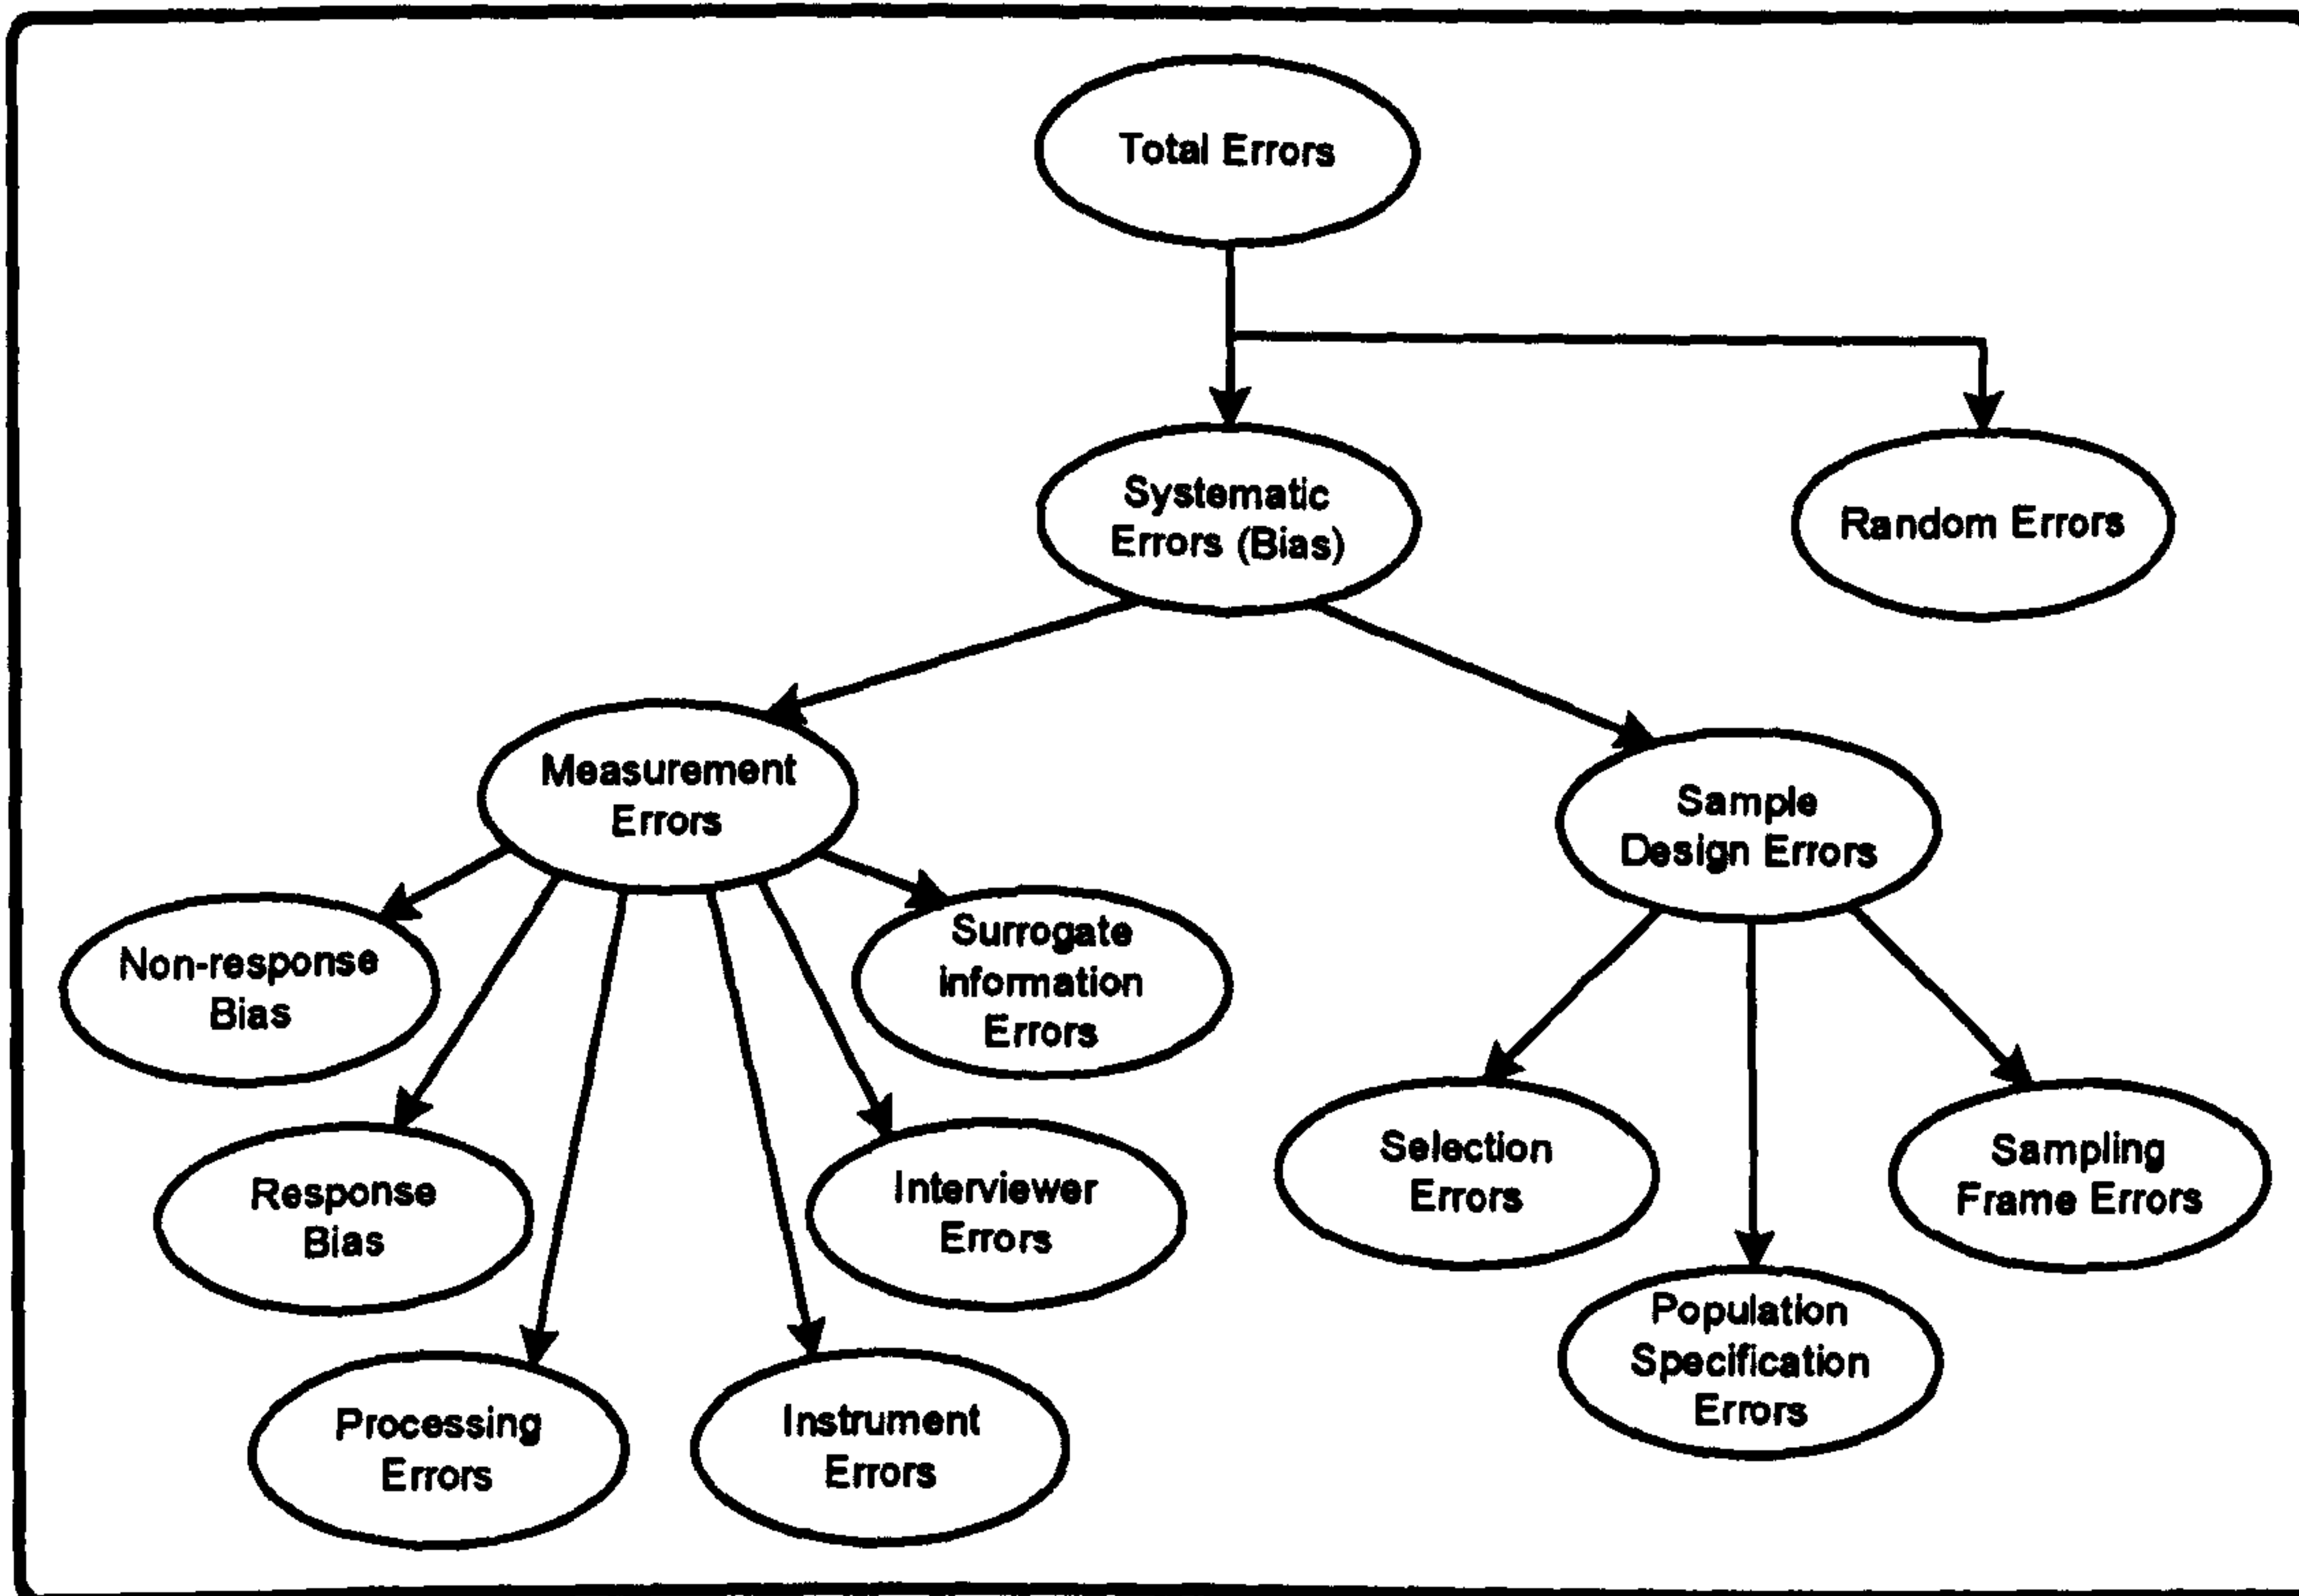 Total Errors
Systematic
Errors (Bias)
Random Errors
Measurement
Errors
Sample
Design Errors
Non-response
Bias
Surrogate
information
Errors
Response
Bias
Interviewer
Errors
Selection
Errors
Sampling
Frame Errors
Processing
Errors
Instrument
Errors
Population
Specification
Errors